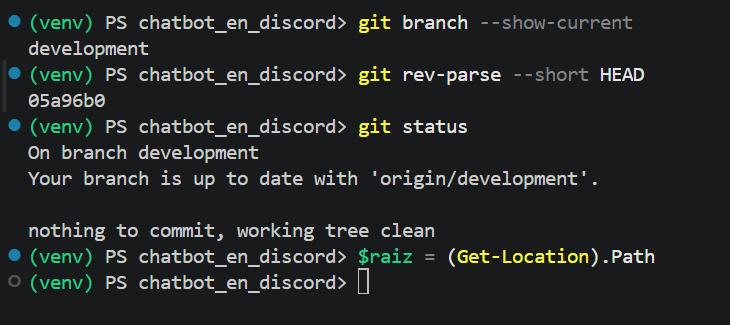 (venv) PS chatbot_en_discord> git branch --show-current
development
(venv) PS chatbot_en_discord> git rev-parse --short HEAD
05a96b0
(venv) PS chatbot_en_discord> git status
On branch development
Your branch is up to date with 'origin/development'.

nothing to commit, working tree clean
(venv) PS chatbot_en_discord> $raiz = (Get-Location).Path
(venv) PS chatbot_en_discord>